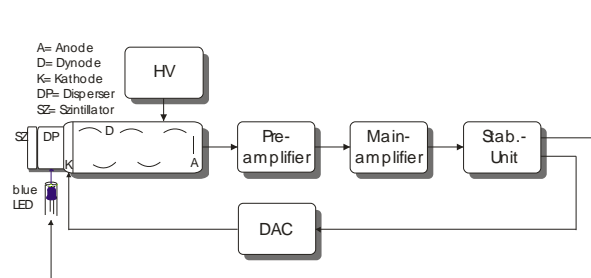 A= Anode
D= Dynode
K= Kathode
DP= Disperser
SZ= Szintillator
HV
SZ
DP
D
K
A
Pre-
amplifier
Main-
amplifier
Stab.-
Unit
blue
LED
DAC